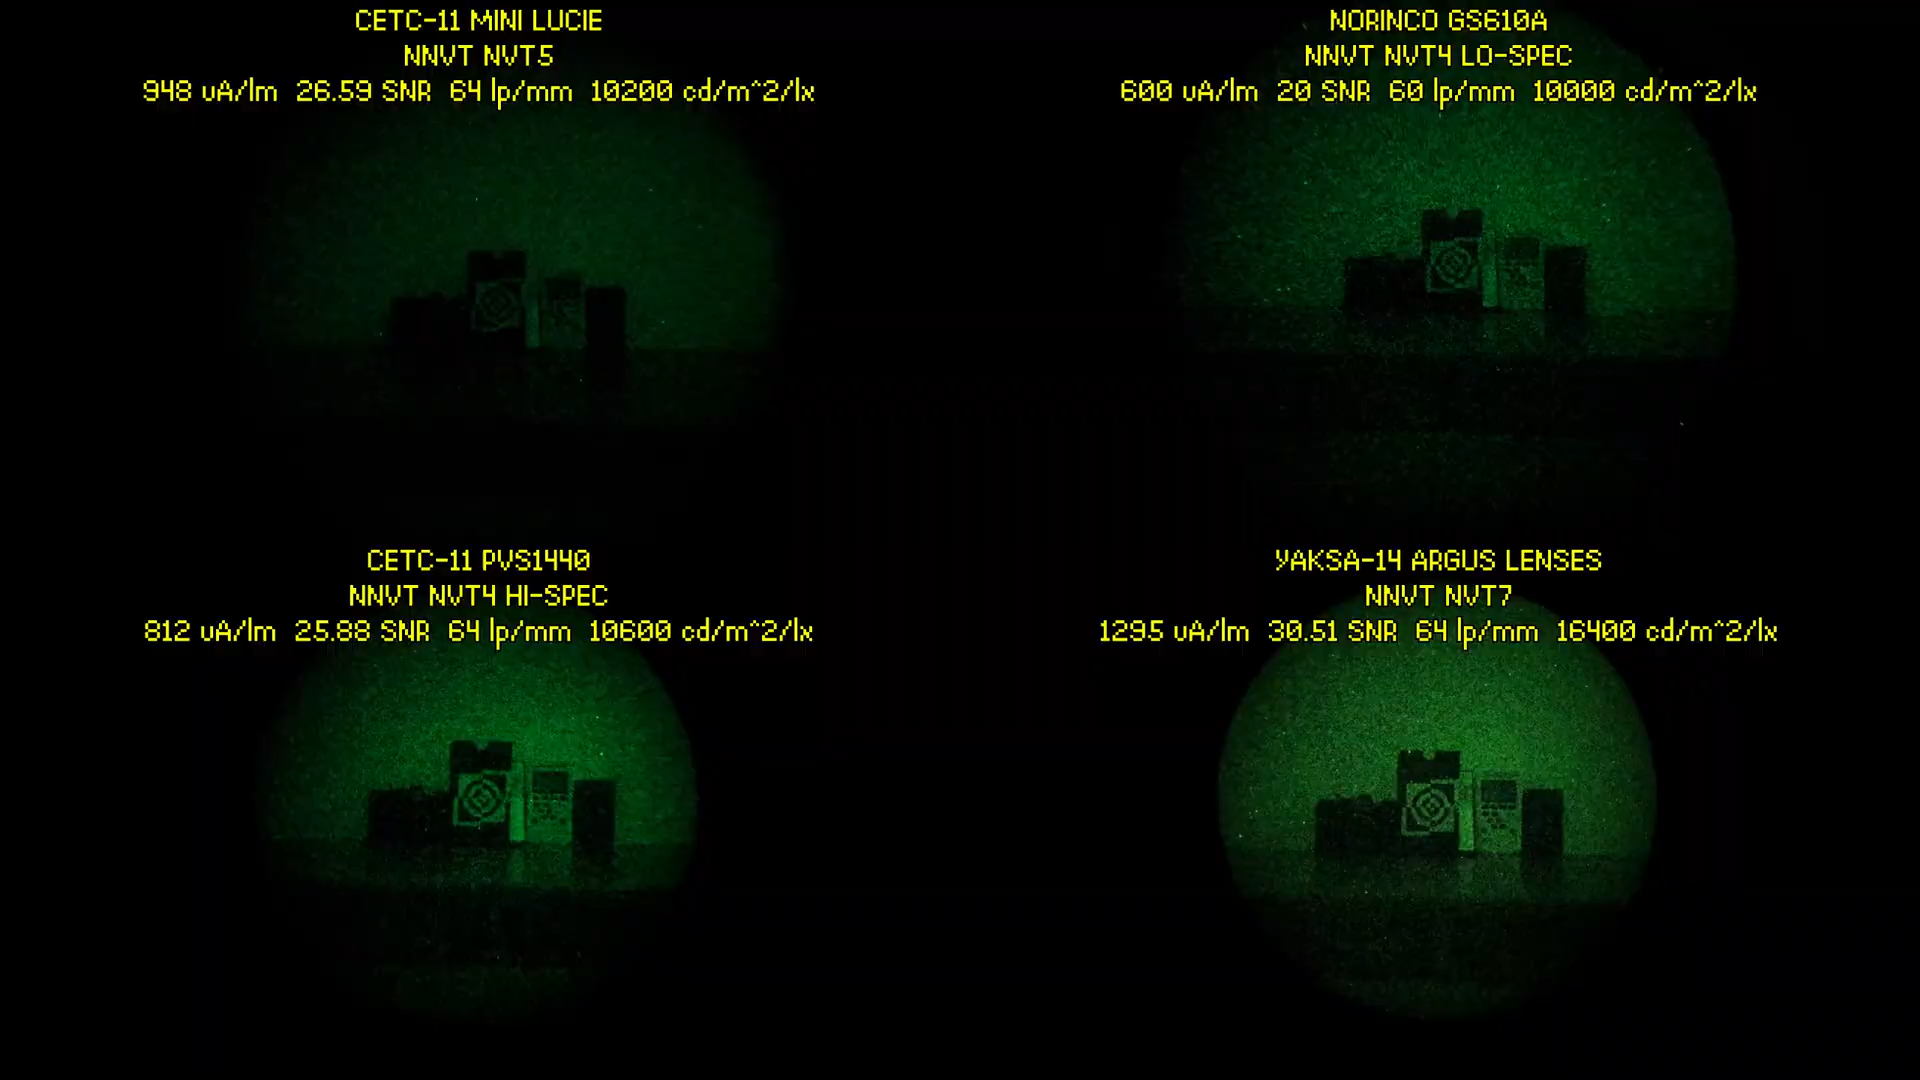 CETC-11 MINI LUCIE
NNVT NVT5
948 uA/lm 26.59 SNR 64 lp/mm 10200 cd/m^2/lx
NORINCO GS610A
NNVT NVT4 LO-SPEC
600 uA/lm 20 SNR 60 lp/mm 10000 cd/m^2/lx
CETC-11 PVS1440
NNVT NVT4 HI-SPEC
812 uA/lm 25.88 SNR 64 lp/mm 10600 cd/m^2/lx
YAKSA-14 ARGUS LENSES
NNVT NVT7
1295 uA/lm 30.51 SNR 64 lp/mm 16400 cd/m^2/lx